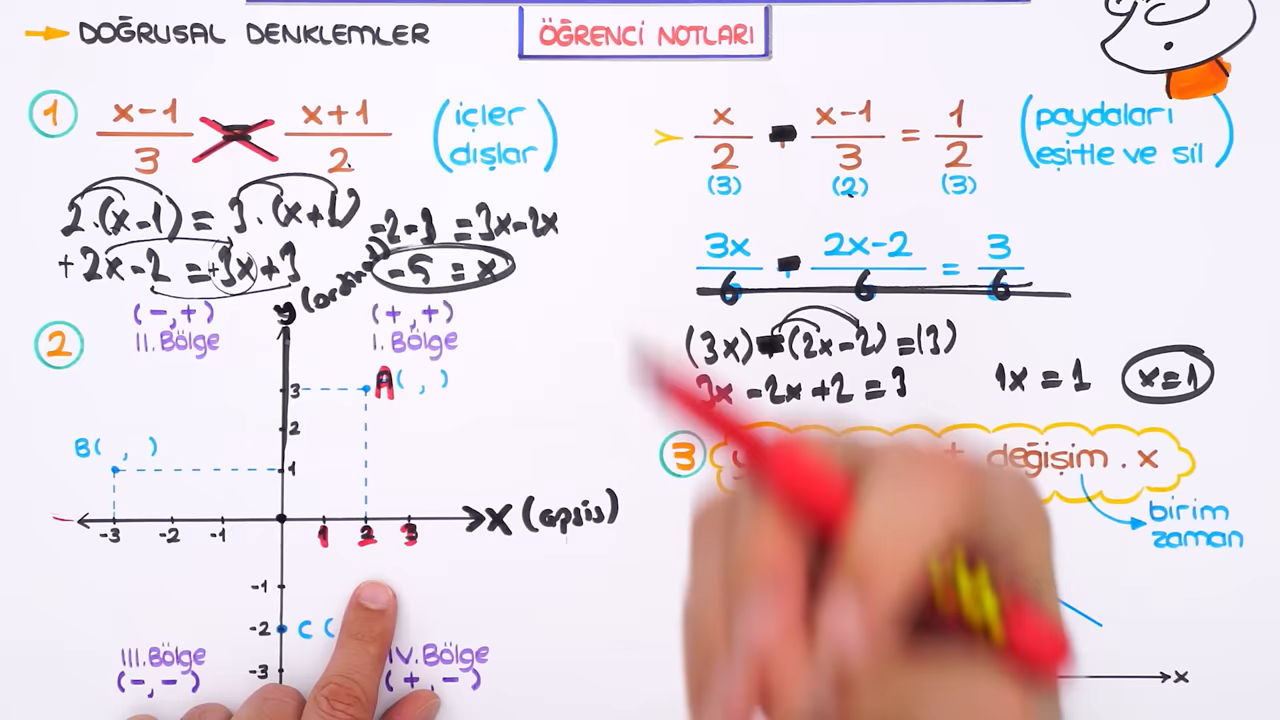 DOĞRUSAL DENKLEMLER
ÖĞRENCİ NOTLARI
1
x-1/3 x+1/2
(içler
dışlar)
2.(x-1) = 3.(x+1)
+2x-2 = +3x+3
-2-3 = 3x-2x
-5 = x
x/2 - x-1/3 = 1/2
(3) (2) (3)
(paydaları
eşitle ve sil)
3x/6 - 2x-2/6 = 3/6
(3x) - (2x-2) = (3)
3x -2x +2 = 3
1x = 1
x=1
2
(-,+)
II.Bölge
y (ordinat)
(+,+)
I.Bölge
3
A( , )
2
B( , )
1
x (apsis)
-3 -2 -1 1 2 3
-1
-2 C (
-3
III.Bölge
(-,-)
IV.Bölge
(+,-)
3
değişim . x
birim
zaman
x